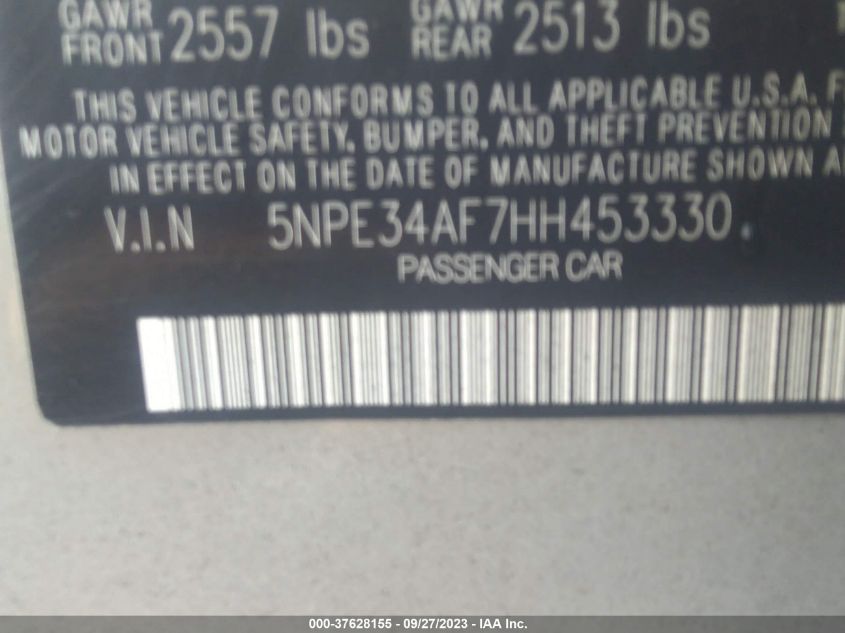 GAWR FRONT 2557 lbs GAWR REAR 2513 lbs
THIS VEHICLE CONFORMS TO ALL APPLICABLE U.S.A.
MOTOR VEHICLE SAFETY, BUMPER, AND THEFT PREVENTION
IN EFFECT ON THE DATE OF MANUFACTURE SHOWN
V.I.N 5NPE34AF7HH453330.
PASSENGER CAR
000-37628155 - 09/27/2023 - IAA Inc.